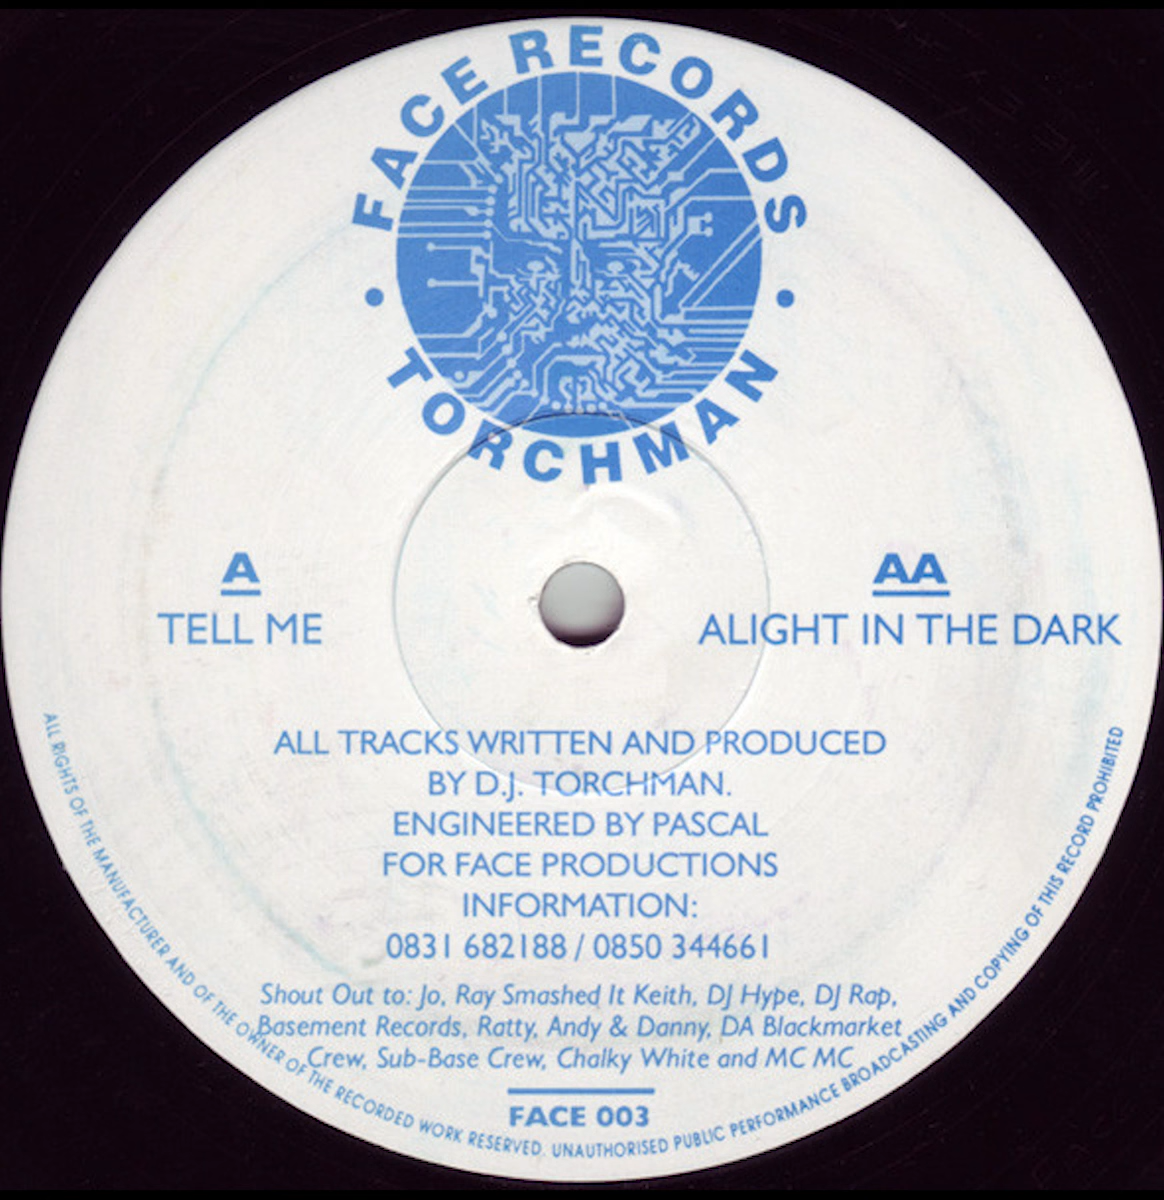 FACE RECORDS
• TORCHMAN •
A
TELL ME
AA
ALIGHT IN THE DARK
ALL TRACKS WRITTEN AND PRODUCED
BY D.J. TORCHMAN.
ENGINEERED BY PASCAL
FOR FACE PRODUCTIONS
INFORMATION:
0831 682188 / 0850 344661
Shout Out to: Jo, Ray Smashed It Keith, DJ Hype, DJ Rap,
Basement Records, Ratty, Andy & Danny, DA Blackmarket
Crew, Sub-Base Crew, Chalky White and MC MC
FACE 003
ALL RIGHTS OF THE MANUFACTURER AND OF THE OWNER OF THE RECORDED WORK RESERVED. UNAUTHORISED PUBLIC PERFORMANCE BROADCASTING AND COPYING OF THIS RECORD PROHIBITED